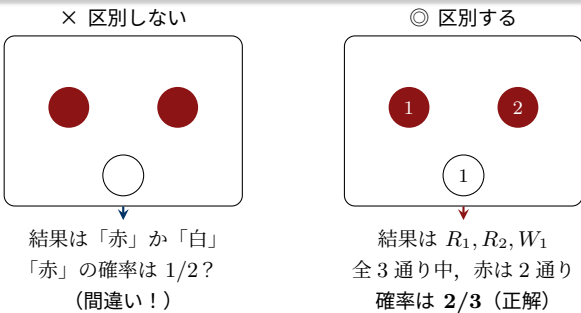 × 区別しない
結果は「赤」か「白」
「赤」の確率は 1/2？
（間違い！）
◎ 区別する
1
2
1
結果は R₁, R₂, W₁
全 3 通り中，赤は 2 通り
確率は 2/3（正解）